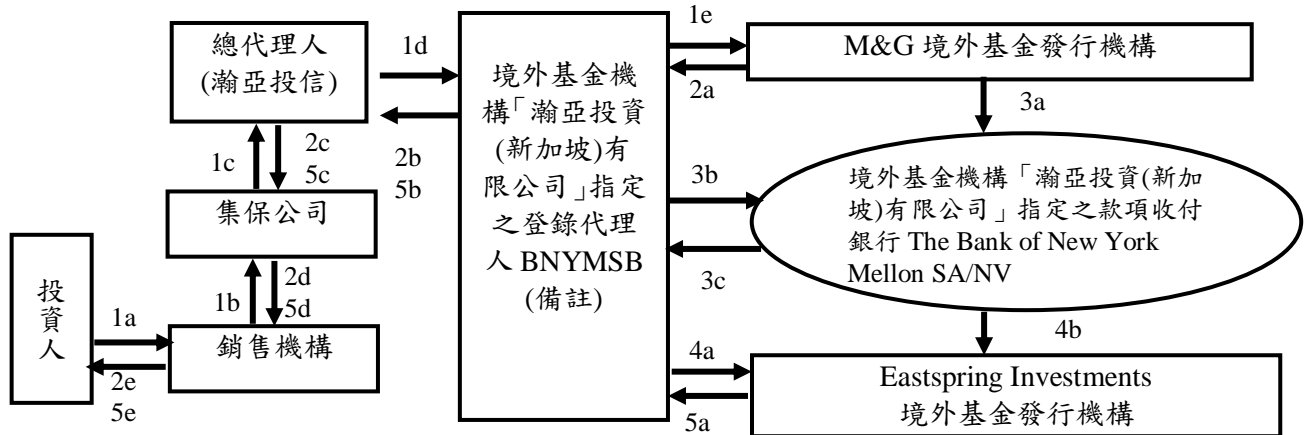 總代理人
(瀚亞投信)
1d
2b
5b
1c
2c
5c
集保公司
1b
2d
5d
投
資
人
1a
2e
5e
銷售機構
境外基金機
構「瀚亞投資
(新加坡)有
限公司」指定
之登錄代理
人 BNYMSB
(備註)
1e
2a
M&G 境外基金發行機構
3a
3b
3c
境外基金機構「瀚亞投資(新加
坡)有限公司」指定之款項收付
銀行 The Bank of New York
Mellon SA/NV
4b
4a
5a
Eastspring Investments
境外基金發行機構